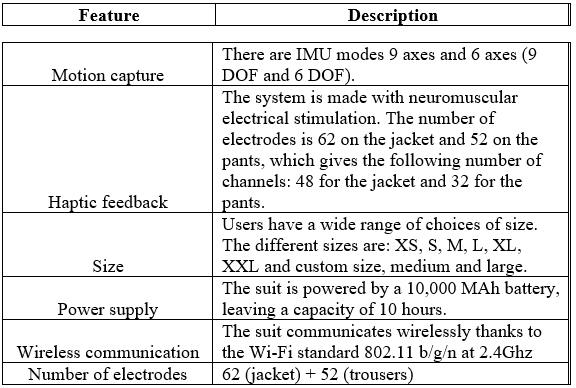 Feature Description
There are IMU modes 9 axes and 6 axes (9
Motion capture DOF and 6 DOF).
The system is made with neuromuscular
electrical stimulation. The number of
electrodes is 62 on the jacket and 52 on the
pants, which gives the following number of
channels: 48 for the jacket and 32 for the
Haptic feedback pants.
Users have a wide range of choices of size.
The different sizes are: XS, S, M, L, XL,
Size XXL and custom size, medium and large.
The suit is powered by a 10,000 MAh battery,
Power supply leaving a capacity of 10 hours.
The suit communicates wirelessly thanks to
Wireless communication the Wi-Fi standard 802.11 b/g/n at 2.4Ghz
Number of electrodes 62 (jacket) + 52 (trousers)